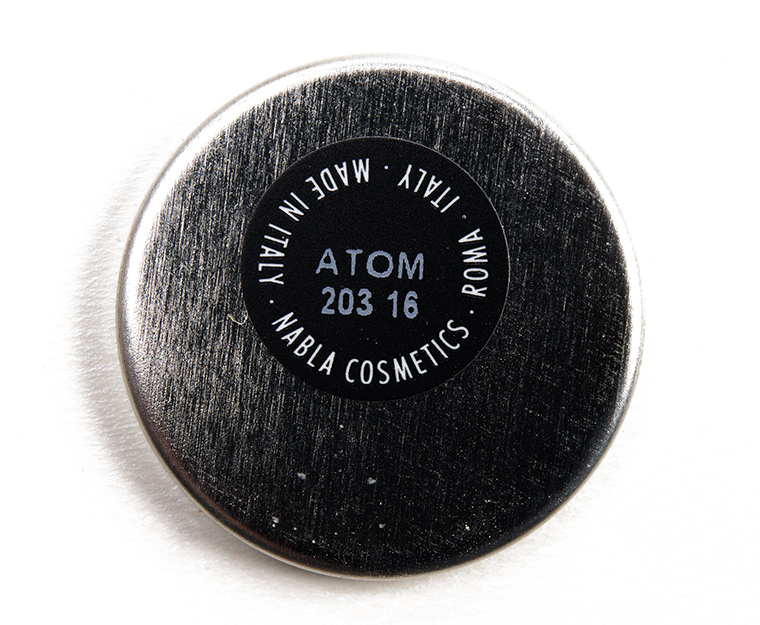 ATOM
203 16
NABLA COSMETICS · ROMA. ITALY · MADE IN ITALY ·